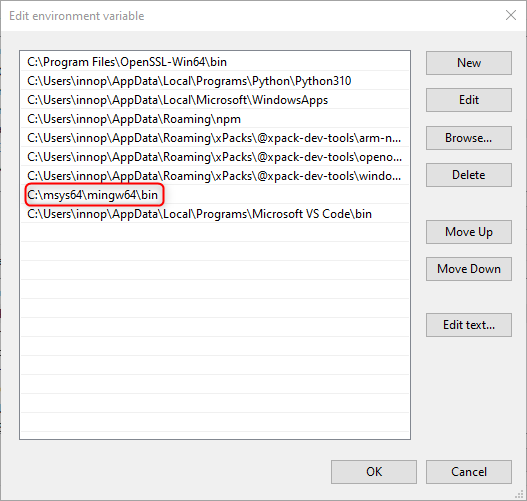 Edit environment variable
C:\Program Files\OpenSSL-Win64\bin
C:\Users\innop\AppData\Local\Programs\Python\Python310
C:\Users\innop\AppData\Local\Microsoft\WindowsApps
C:\Users\innop\AppData\Roaming\npm
C:\Users\innop\AppData\Roaming\xPacks\@xpack-dev-tools\arm-n...
C:\Users\innop\AppData\Roaming\xPacks\@xpack-dev-tools\openo...
C:\Users\innop\AppData\Roaming\xPacks\@xpack-dev-tools\windo...
C:\msys64\mingw64\bin
C:\Users\innop\AppData\Local\Programs\Microsoft VS Code\bin
New
Edit
Browse...
Delete
Move Up
Move Down
Edit text...
OK
Cancel